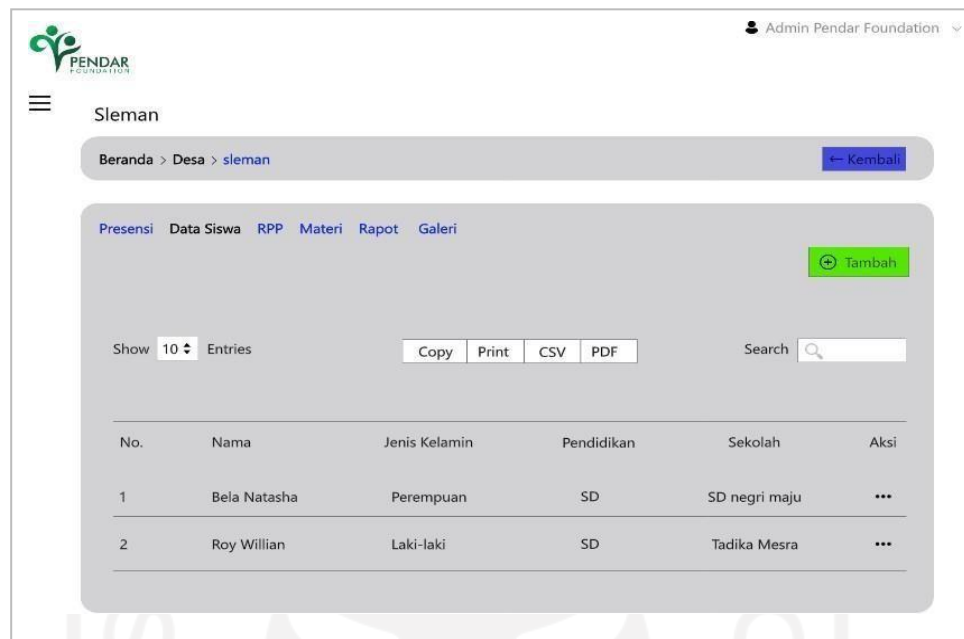 Admin Pendar Foundation
PENDAR
FOUNDATION
Sleman
Beranda > Desa > sleman
← Kembali
Presensi Data Siswa RPP Materi Rapot Galeri
Tambah
Show 10 Entries Copy Print CSV PDF Search
No. Nama Jenis Kelamin Pendidikan Sekolah Aksi
1 Bela Natasha Perempuan SD SD negri maju •••
2 Roy Willian Laki-laki SD Tadika Mesra •••